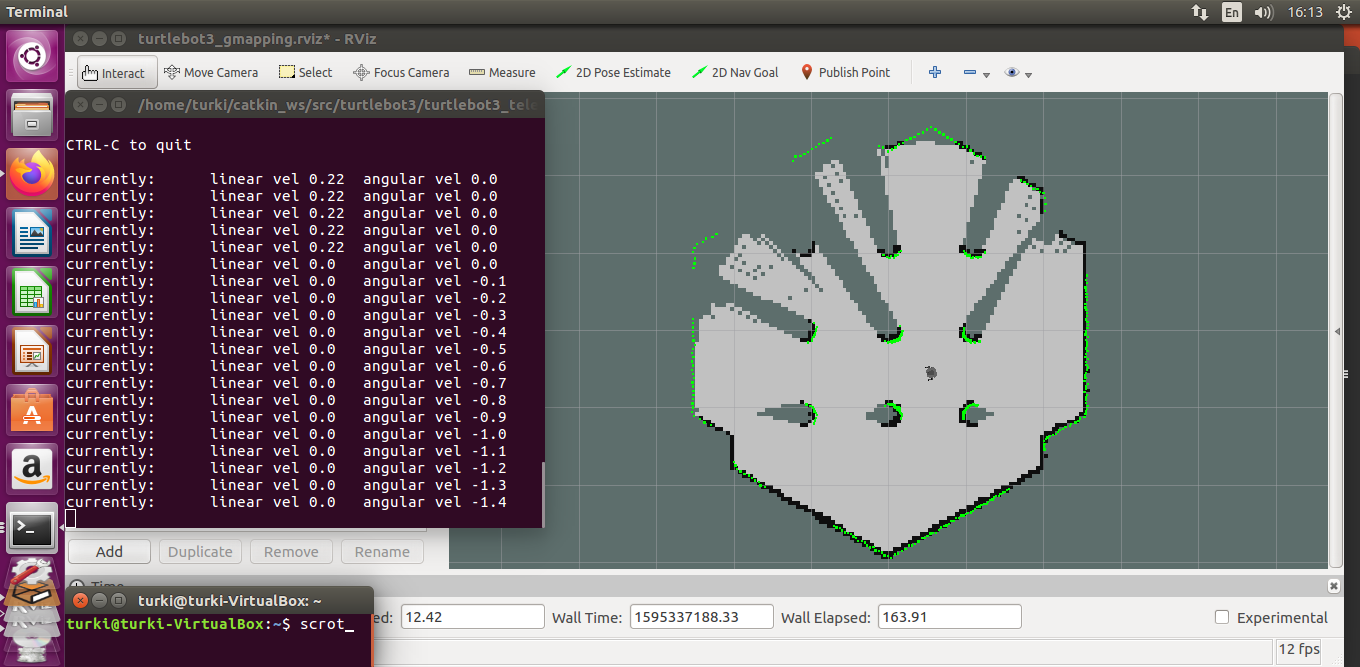 Terminal
En
16:13
turtlebot3_gmapping.rviz* - RViz
Interact
Move Camera
Select
Focus Camera
Measure
2D Pose Estimate
2D Nav Goal
Publish Point
/home/turki/catkin_ws/src/turtlebot3/turtlebot3_tele
CTRL-C to quit
currently: linear vel 0.22 angular vel 0.0
currently: linear vel 0.22 angular vel 0.0
currently: linear vel 0.22 angular vel 0.0
currently: linear vel 0.22 angular vel 0.0
currently: linear vel 0.22 angular vel 0.0
currently: linear vel 0.0 angular vel 0.0
currently: linear vel 0.0 angular vel -0.1
currently: linear vel 0.0 angular vel -0.2
currently: linear vel 0.0 angular vel -0.3
currently: linear vel 0.0 angular vel -0.4
currently: linear vel 0.0 angular vel -0.5
currently: linear vel 0.0 angular vel -0.6
currently: linear vel 0.0 angular vel -0.7
currently: linear vel 0.0 angular vel -0.8
currently: linear vel 0.0 angular vel -0.9
currently: linear vel 0.0 angular vel -1.0
currently: linear vel 0.0 angular vel -1.1
currently: linear vel 0.0 angular vel -1.2
currently: linear vel 0.0 angular vel -1.3
currently: linear vel 0.0 angular vel -1.4
Add
Duplicate
Remove
Rename
Time
turki@turki-VirtualBox: ~
turki@turki-VirtualBox:~$ scrot_
ed: 12.42
Wall Time: 1595337188.33
Wall Elapsed: 163.91
Experimental
12 fps